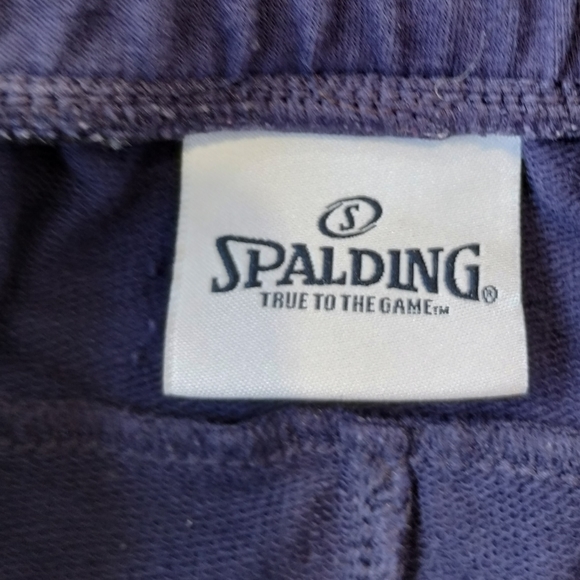 S
SPALDING®
TRUE TO THE GAME™